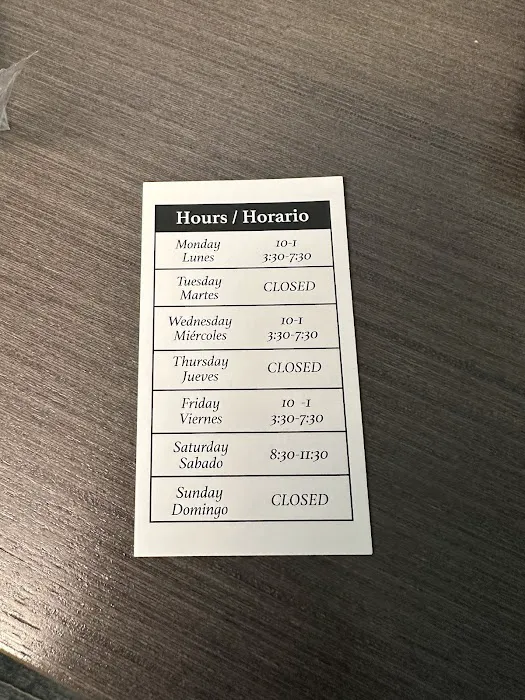 Hours / Horario
Monday 10-1
Lunes 3:30-7:30
Tuesday
Martes
CLOSED
Wednesday 10-1
Miércoles 3:30-7:30
Thursday
Jueves
CLOSED
Friday 10 -1
Viernes 3:30-7:30
Saturday
Sabado
8:30-11:30
Sunday
Domingo
CLOSED